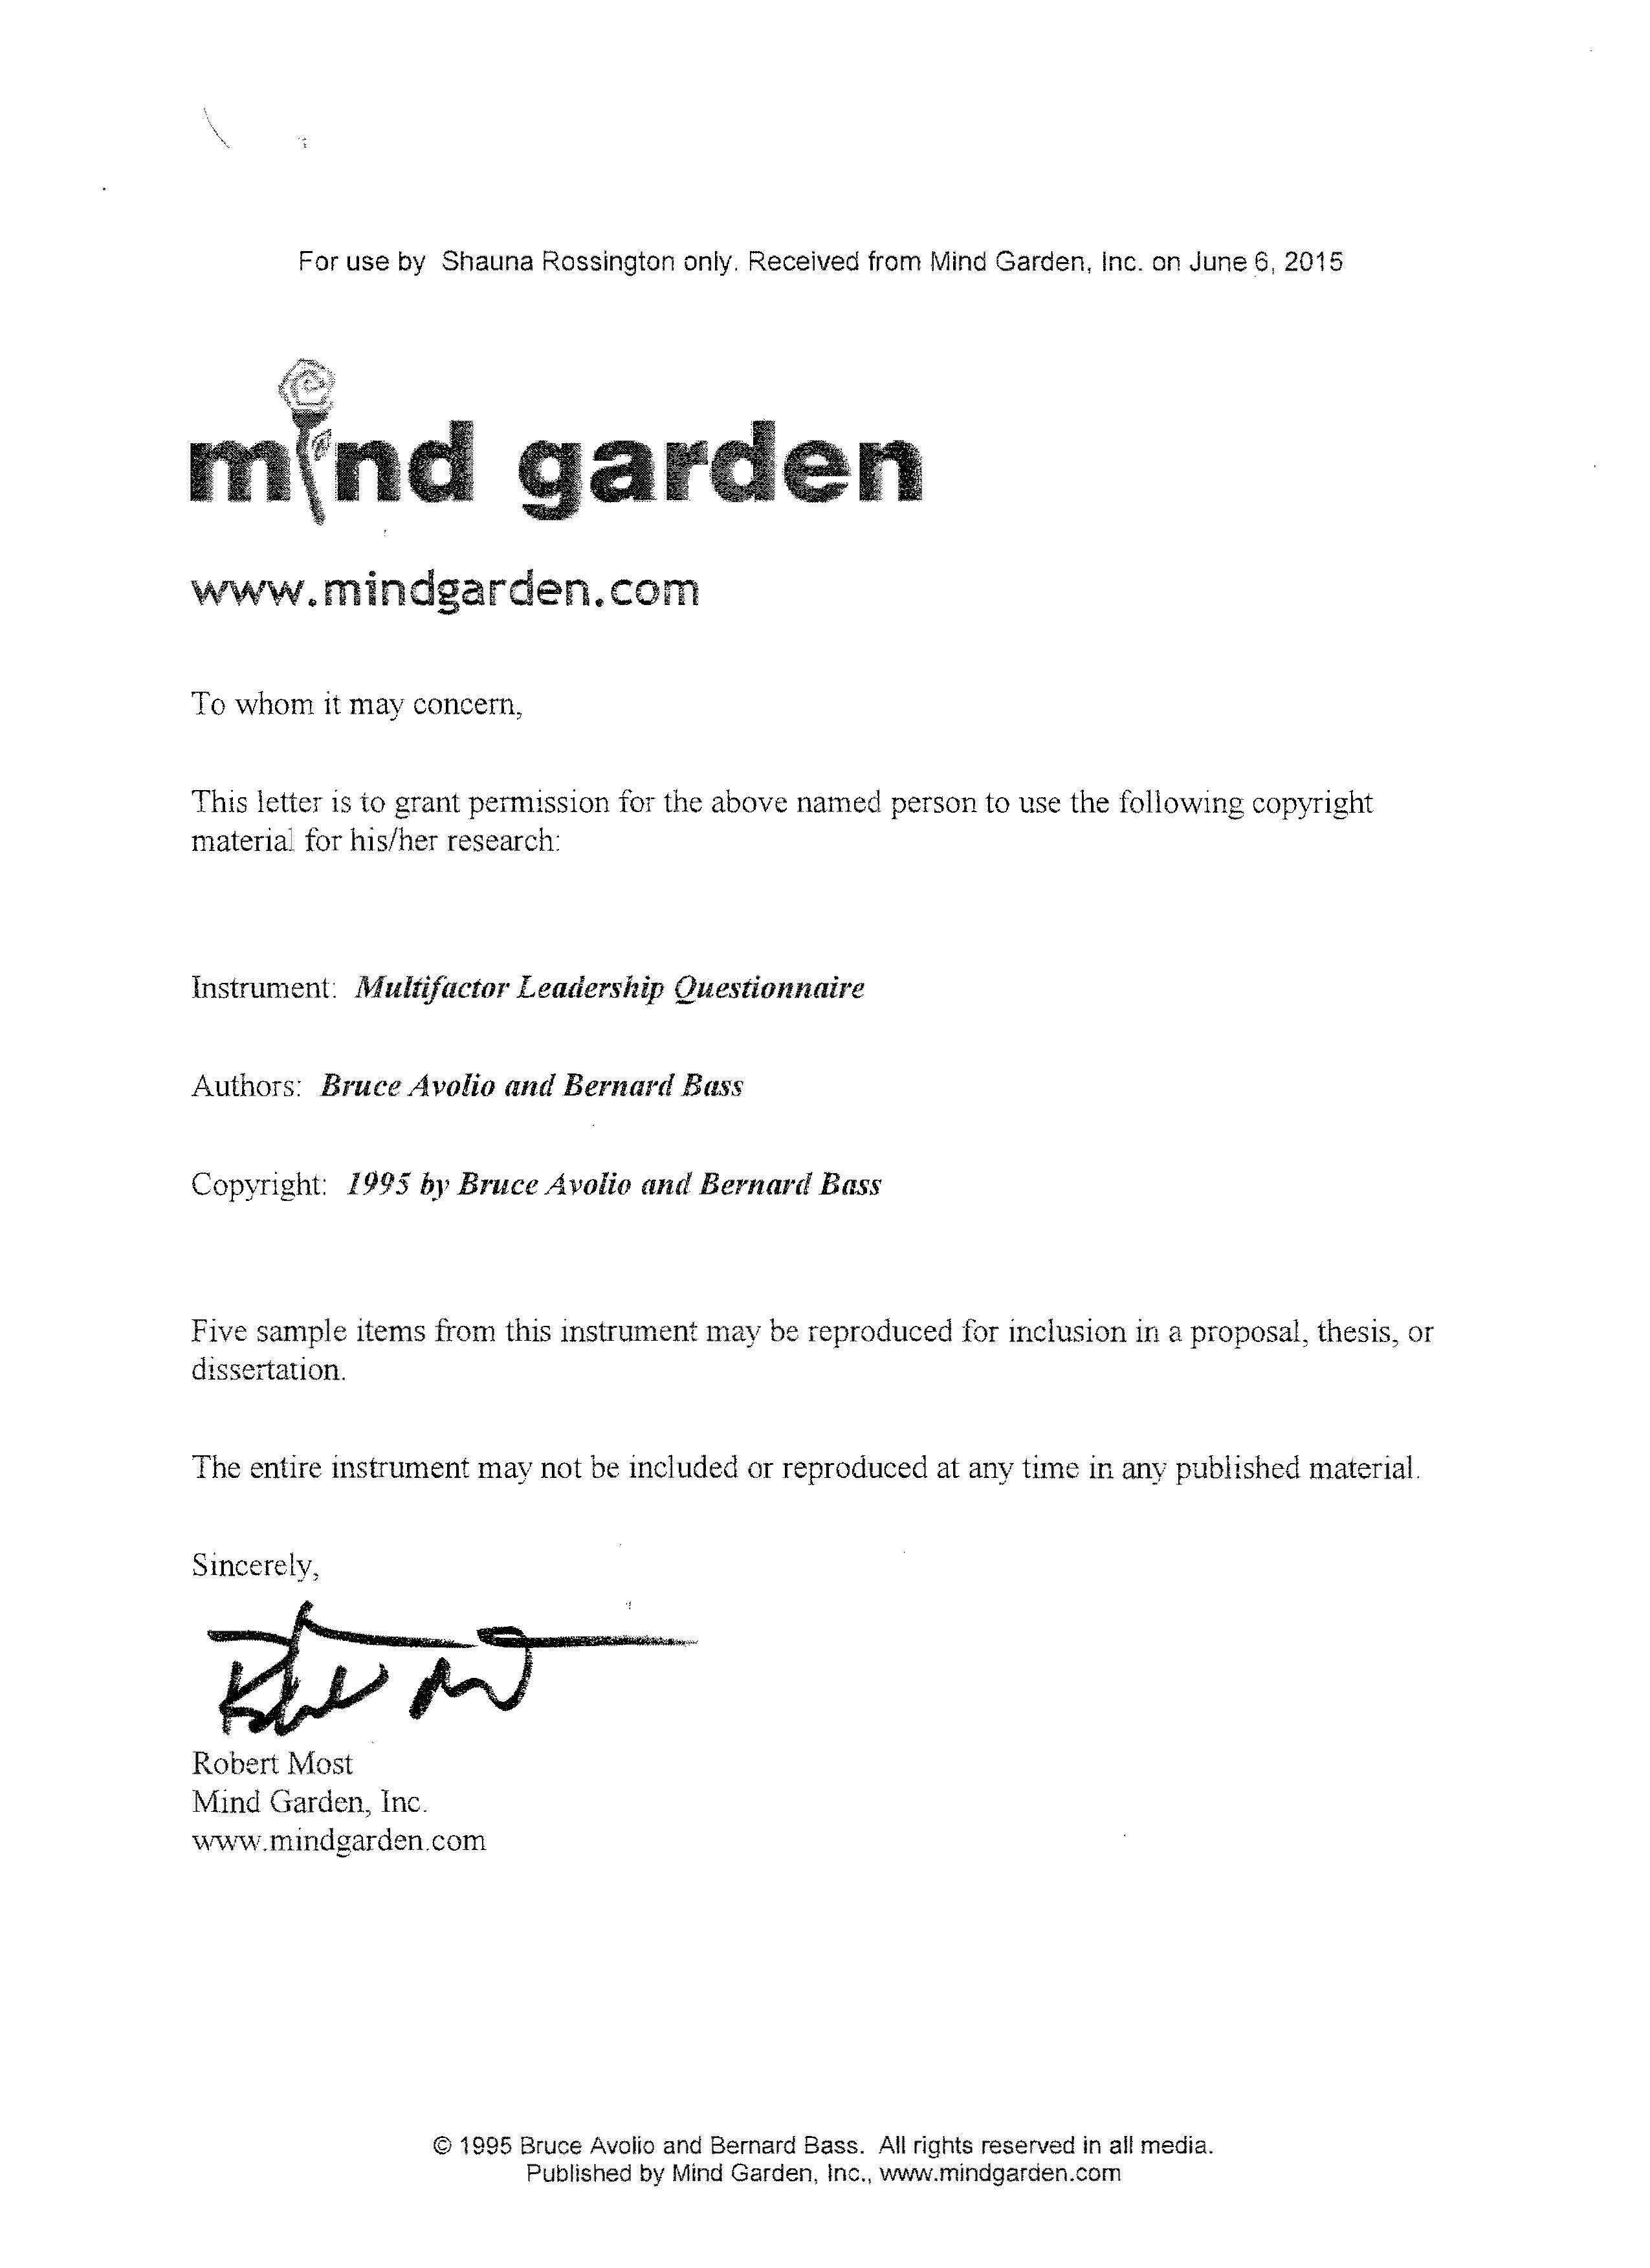 For use by Shauna Rossington only. Received from Mind Garden, Inc. on June 6, 2015
mind garden
www.mindgarden.com
To whom it may concern,
This letter is to grant permission for the above named person to use the following copyright
material for his/her research:
Instrument: Multifactor Leadership Questionnaire
Authors: Bruce Avolio and Bernard Bass
Copyright: 1995 by Bruce Avolio and Bernard Bass
Five sample items from this instrument may be reproduced for inclusion in a proposal, thesis, or
dissertation.
The entire instrument may not be included or reproduced at any time in any published material.
Sincerely,
Robert Most
Mind Garden, Inc.
www.mindgarden.com
© 1995 Bruce Avolio and Bernard Bass. All rights reserved in all media.
Published by Mind Garden, Inc., www.mindgarden.com